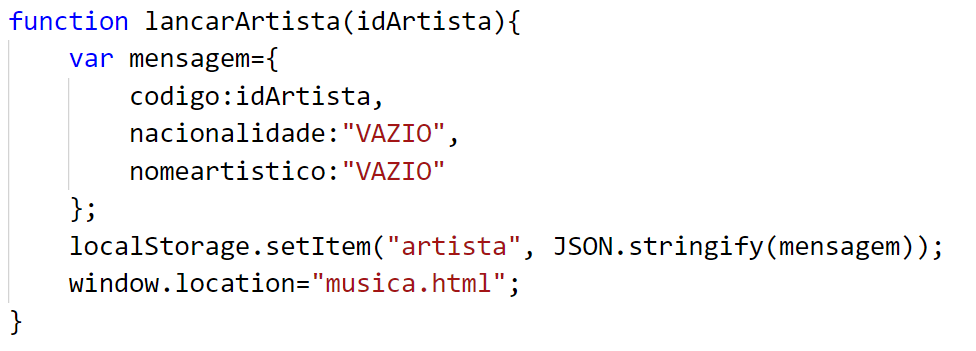 function lancarArtista(idArtista){
    var mensagem={
        codigo:idArtista,
        nacionalidade:"VAZIO",
        nomeartistico:"VAZIO"
    };
    localStorage.setItem("artista", JSON.stringify(mensagem));
    window.location="musica.html";
}